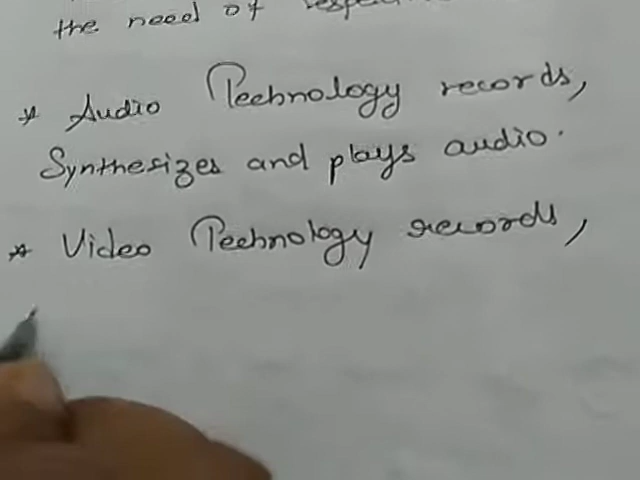 the need of
* Audio Technology records,
Synthesizes and plays audio.
* Video Technology records,